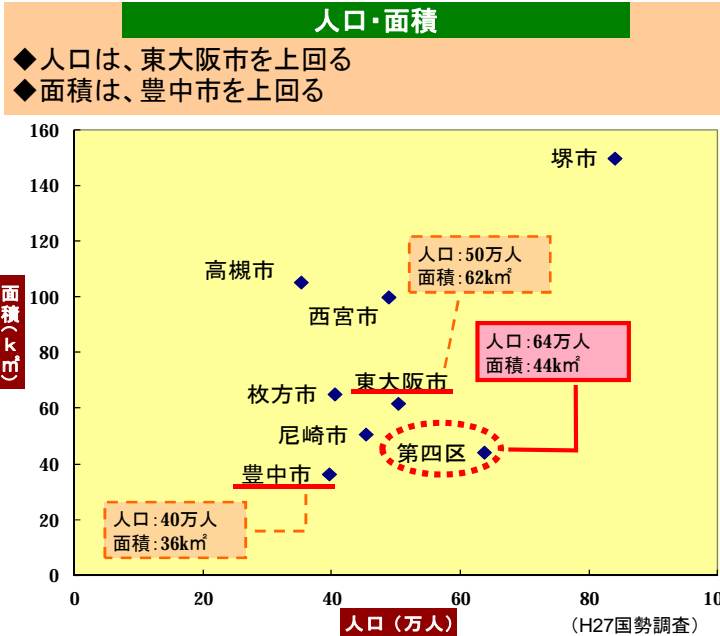 人口・面積
◆人口は、東大阪市を上回る
◆面積は、豊中市を上回る
160
140
120
100
80
60
40
20
0
面積(k㎡)
堺市
高槻市
西宮市
人口:50万人
面積:62k㎡
人口:64万人
面積:44k㎡
東大阪市
枚方市
尼崎市
第四区
豊中市
人口:40万人
面積:36k㎡
0 20 40 60 80 10
人口(万人)
(H27国勢調査)